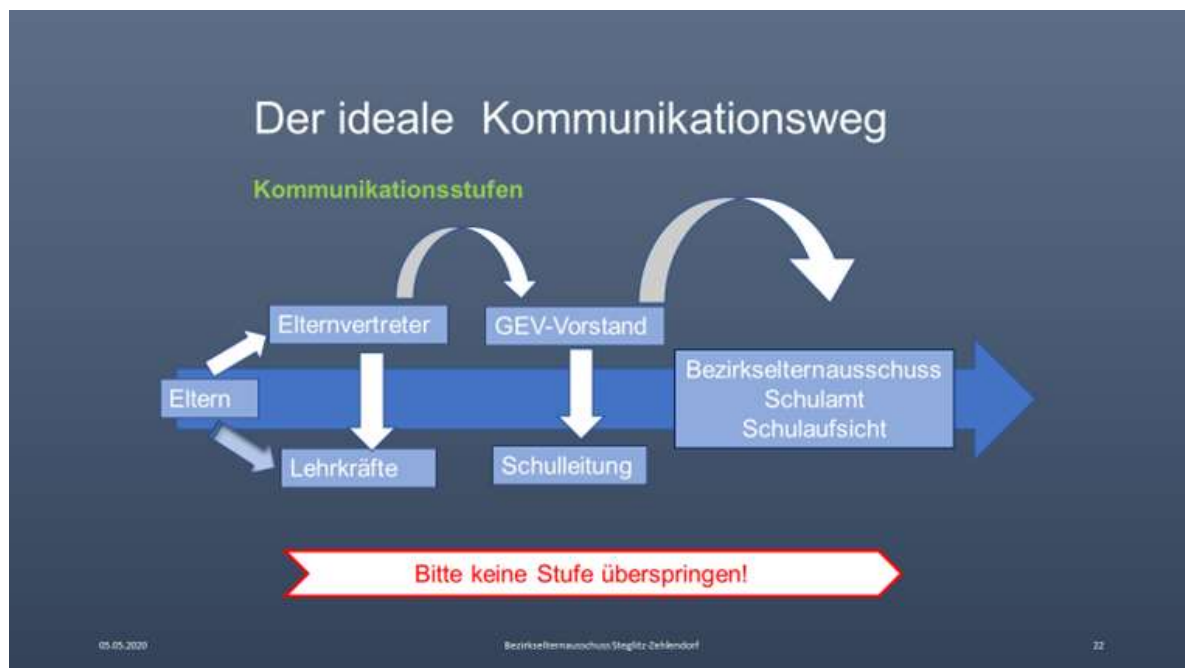 Der ideale Kommunikationsweg
Kommunikationsstufen
Elternvertreter
GEV-Vorstand
Eltern
Bezirkselternausschuss
Schulamt
Schulaufsicht
Lehrkräfte
Schulleitung
Bitte keine Stufe überspringen!
05.05.2020
Bezirkselternausschuss Steglitz-Zehlendorf
22